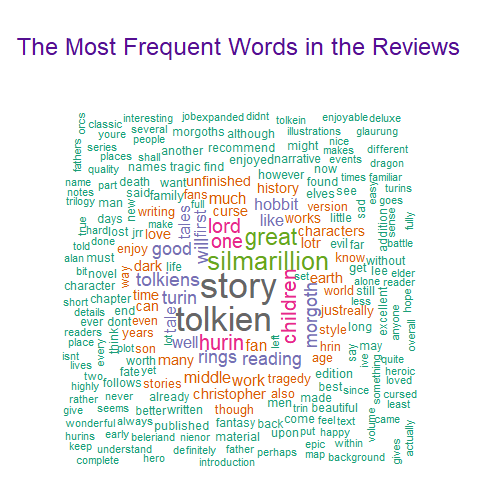 The Most Frequent Words in the Reviews
interesting jobexpanded didnt tolkein enjoyable deluxe
classic several full illustrations glaurung
orcs youre people morgoths although nice makes different
series another recommend might events
fathers places shall enjoyed narrative dragon
quality names tragic find however now times familiar
name part death want unfinished found elves see easy turins
notes said family fans much history sad goes
trilogy man new writing curse hobbit version little addition sense fully
days make love lord like works characters battle
true hard lost jrr tales first one great lotr evil far
told done enjoy good will know without
alan must way dark life silmarillion get lee elder
bit novel tolkiens earth alone reader
character story set world still excellent hope
short chapter time turin less anyone
details end can tolkien children morgoth justreally overall
ever dont even tale style long
readers think years well hurin fan left
place plot son many rings reading age say ive quite
isnt every worth yet edition something heroic
lives fate middle work tragedy best since loved
two follows stories christopher also made cursed
highly never already men trin beautiful least
rather seems better written though come feel text volume came
give always published fantasy back upon put happy
wonderful early beleriand nienor material epic within gives actually
hurins understand definitely father perhaps map background
keep hero introduction
complete
hrin